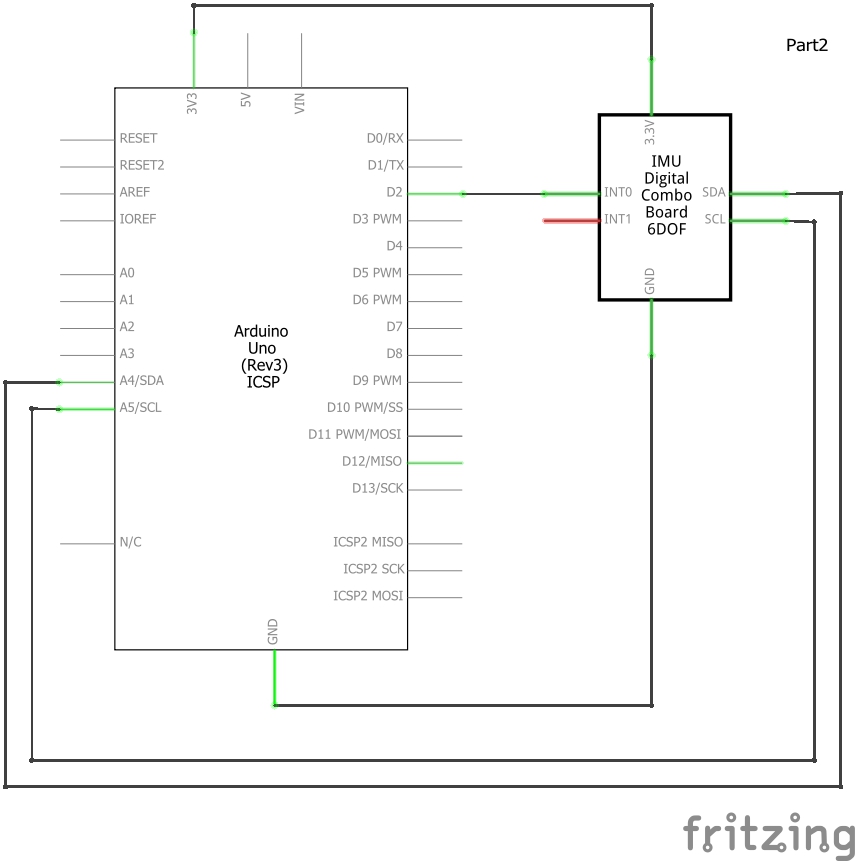 Part2
3V3
5V
VIN
RESET
RESET2
AREF
IOREF
A0
A1
A2
A3
A4/SDA
A5/SCL
N/C
Arduino
Uno
(Rev3)
ICSP
D0/RX
D1/TX
D2
D3 PWM
D4
D5 PWM
D6 PWM
D7
D8
D9 PWM
D10 PWM/SS
D11 PWM/MOSI
D12/MISO
D13/SCK
ICSP2 MISO
ICSP2 SCK
ICSP2 MOSI
GND
3.3V
IMU
Digital
Combo
Board
6DOF
INT0
INT1
SDA
SCL
GND
fritzing